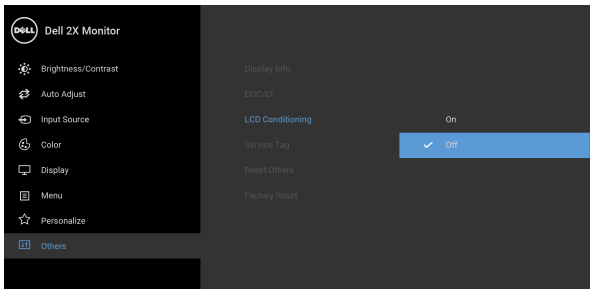 DELL Dell 2X Monitor
Brightness/Contrast
Auto Adjust
Input Source
Color
Display
Menu
Personalize
Others
Display Info
DDC/CI
LCD Conditioning
Service Tag
Reset Others
Factory Reset
On
Off